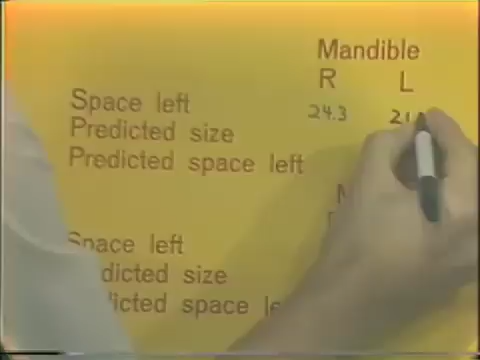 Mandible
R L
Space left 24.3
Predicted size
Predicted space left
Space left
dicted size
icted space le